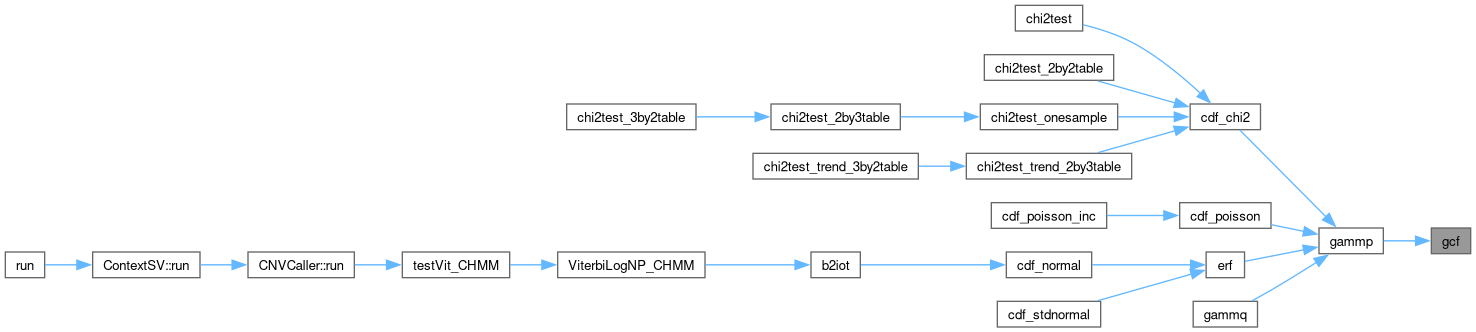 chi2test
chi2test_2by2table
chi2test_3by2table chi2test_2by3table chi2test_onesample cdf_chi2
chi2test_trend_3by2table chi2test_trend_2by3table
cdf_poisson_inc cdf_poisson
gammp gcf
run ContextSV::run CNVCaller::run testVit_CHMM ViterbiLogNP_CHMM b2iot cdf_normal erf
cdf_stdnormal gammq